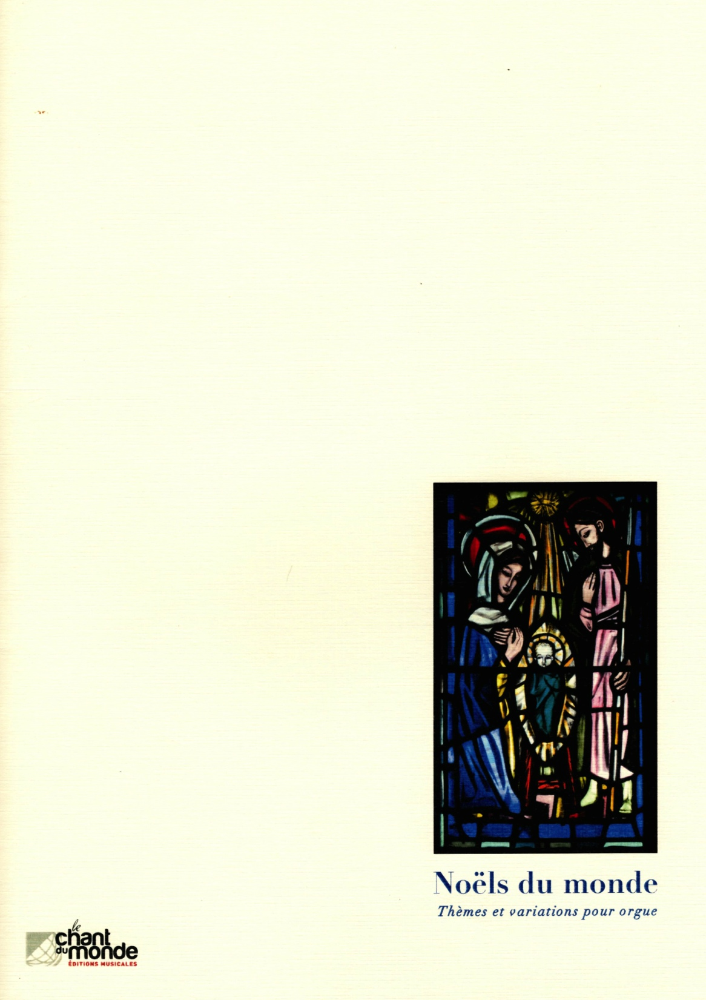 Noëls du monde
Thèmes et variations pour orgue
le
chant
du monde
ÉDITIONS MUSICALES